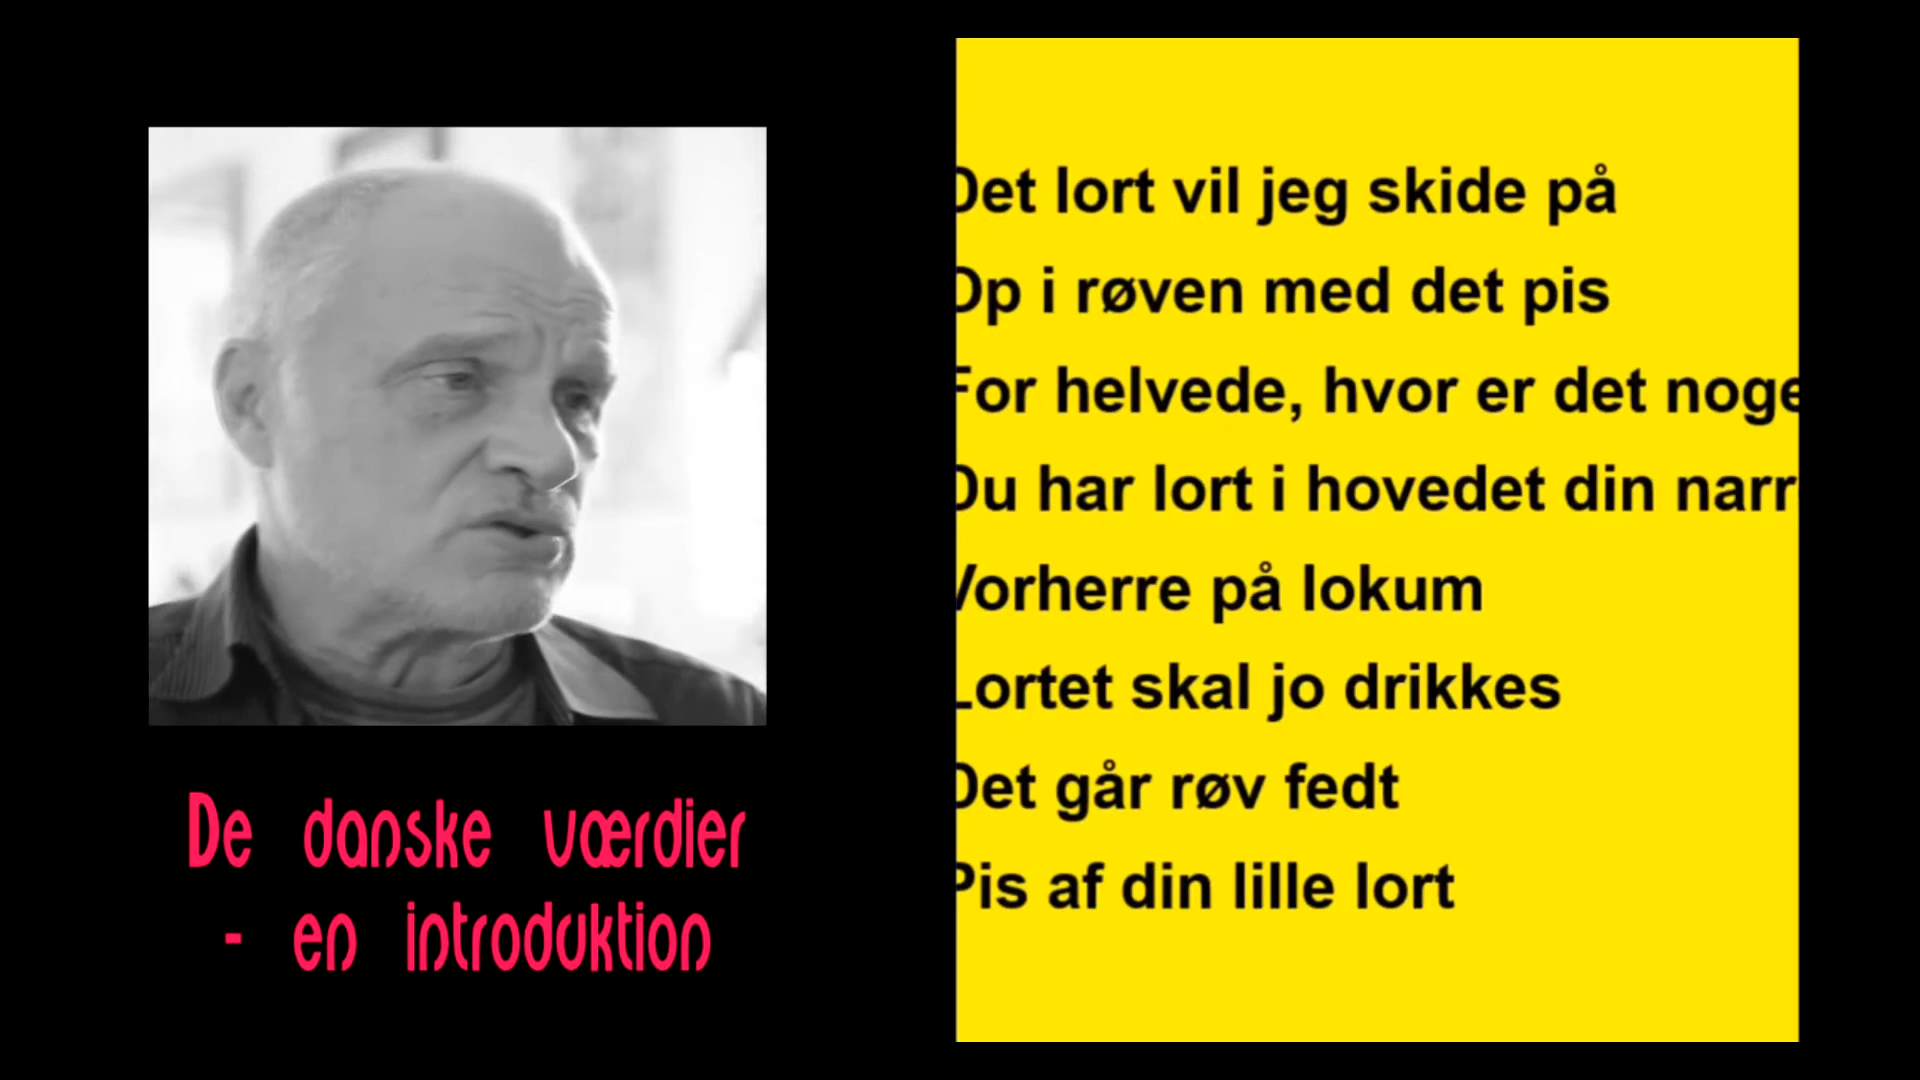 De danske værdier
- en introduktion
Det lort vil jeg skide på
Op i røven med det pis
For helvede, hvor er det noge
Du har lort i hovedet din narr
Vorherre på lokum
Lortet skal jo drikkes
Det går røv fedt
Pis af din lille lort